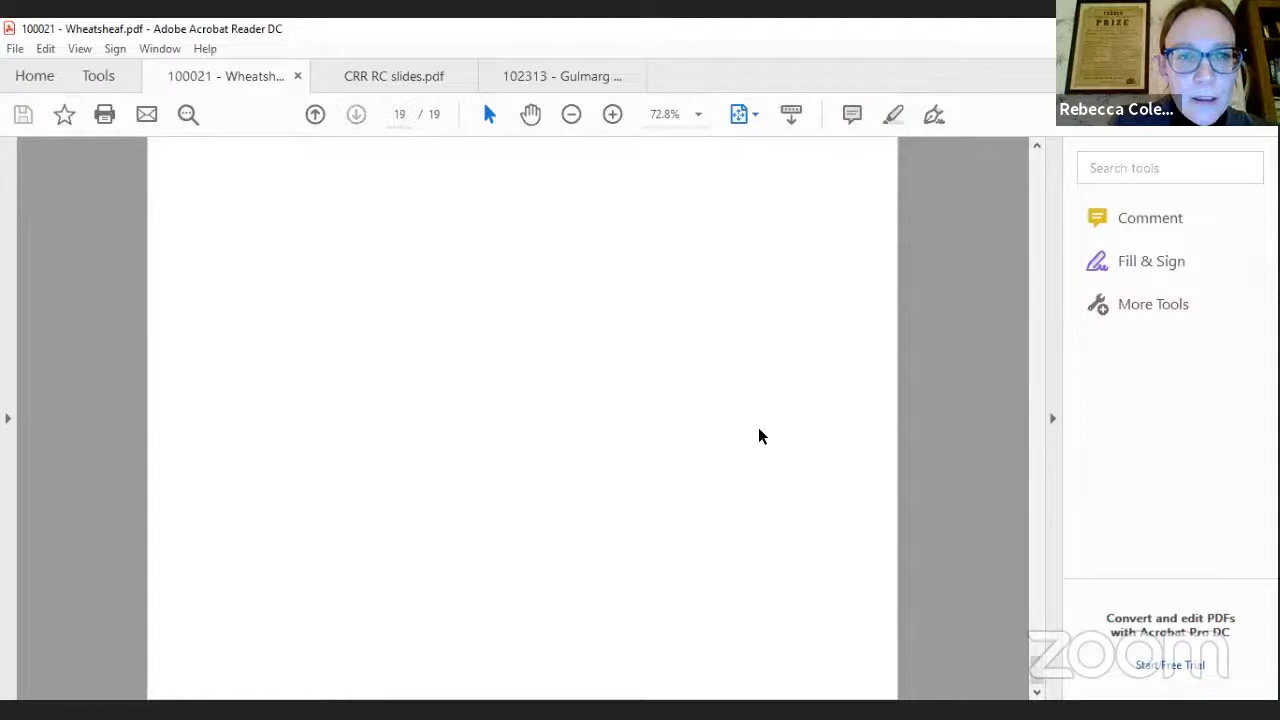 100021 - Wheatsheaf.pdf - Adobe Acrobat Reader DC
File Edit View Sign Window Help
Home Tools 100021 - Wheatsh... × CRR RC slides.pdf 102313 - Gulmarg ...
19 / 19 72.8%
PRIZE
Rebecca Cole...
Search tools
Comment
Fill & Sign
More Tools
Convert and edit PDFs
with Acrobat Pro DC
Start Free Trial
zoom